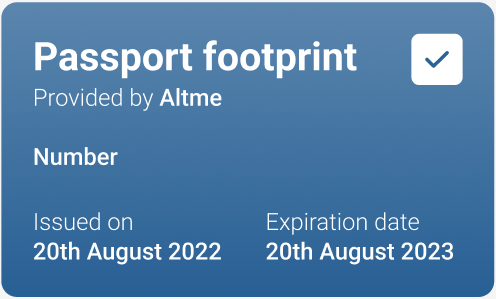 Passport footprint
Provided by Altme
Number
Issued on
20th August 2022
Expiration date
20th August 2023